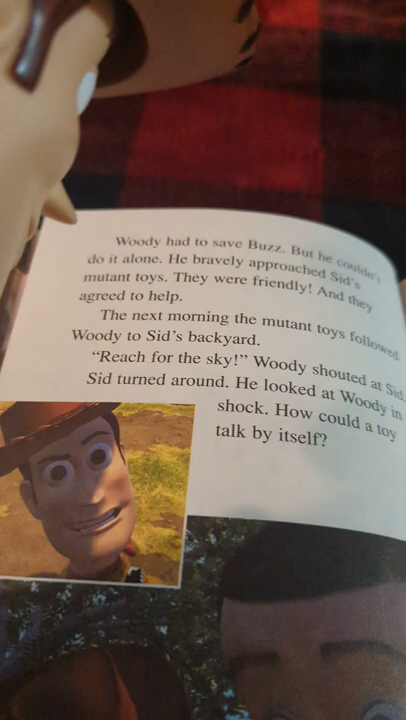 Woody had to save Buzz. But he couldn't
do it alone. He bravely approached Sid's
mutant toys. They were friendly! And they
agreed to help.
The next morning the mutant toys followed
Woody to Sid's backyard.
“Reach for the sky!” Woody shouted at Sid.
Sid turned around. He looked at Woody in
shock. How could a toy
talk by itself?